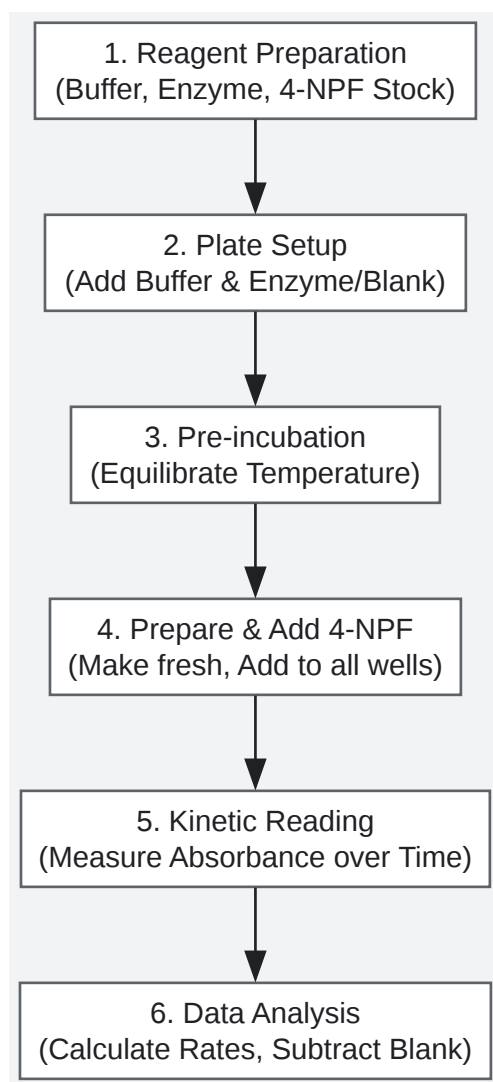 1. Reagent Preparation
(Buffer, Enzyme, 4-NPF Stock)
2. Plate Setup
(Add Buffer & Enzyme/Blank)
3. Pre-incubation
(Equilibrate Temperature)
4. Prepare & Add 4-NPF
(Make fresh, Add to all wells)
5. Kinetic Reading
(Measure Absorbance over Time)
6. Data Analysis
(Calculate Rates, Subtract Blank)